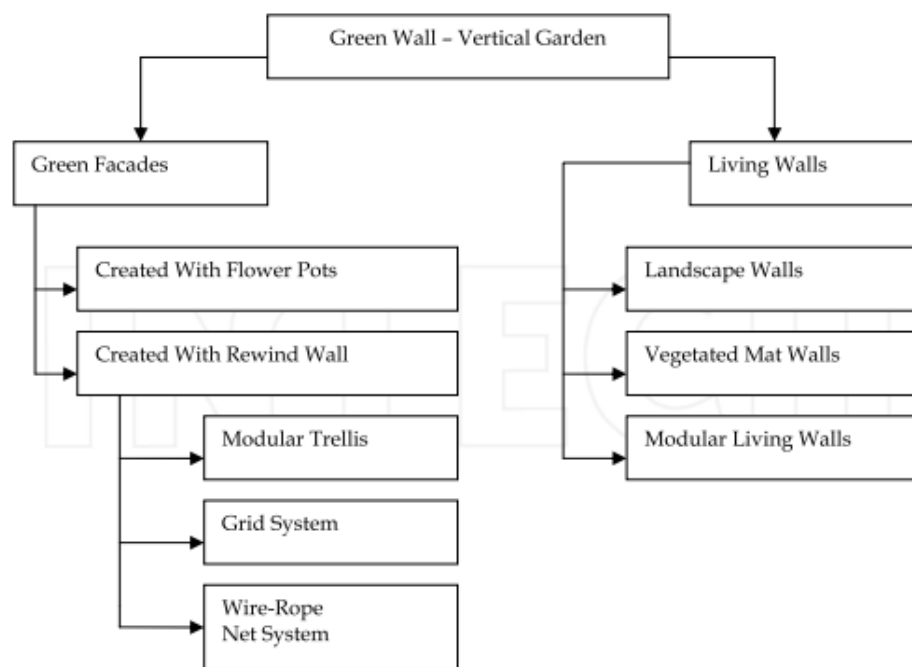 Green Wall – Vertical Garden
Green Facades
Living Walls
Created With Flower Pots
Landscape Walls
Created With Rewind Wall
Vegetated Mat Walls
Modular Trellis
Modular Living Walls
Grid System
Wire-Rope
Net System